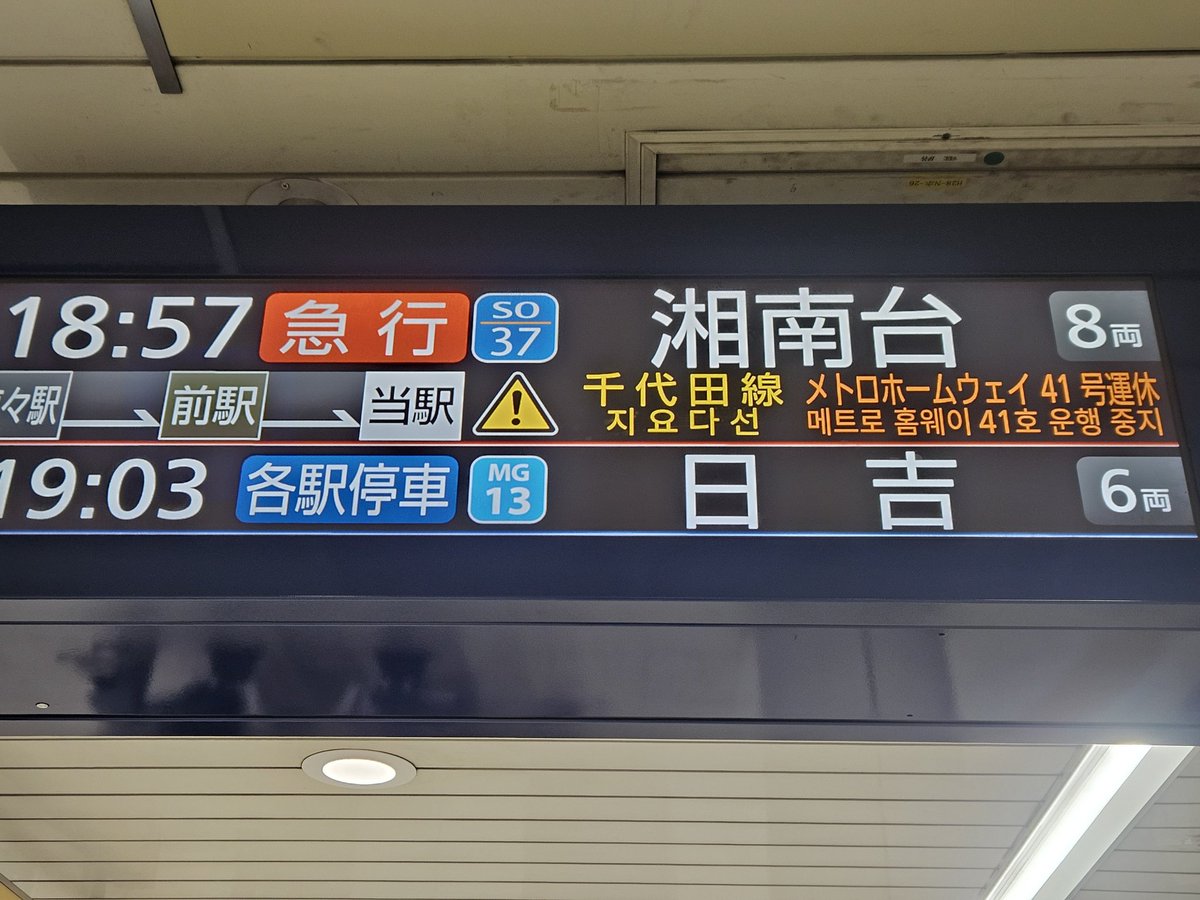 18:57 急行 SO 37 湘南台 8両
々駅 前駅 当駅 千代田線 メトロホームウェイ 41 号運休
지요다선 메트로 홈웨이 41호 운행 중지
19:03 各駅停車 MG 13 日吉 6両